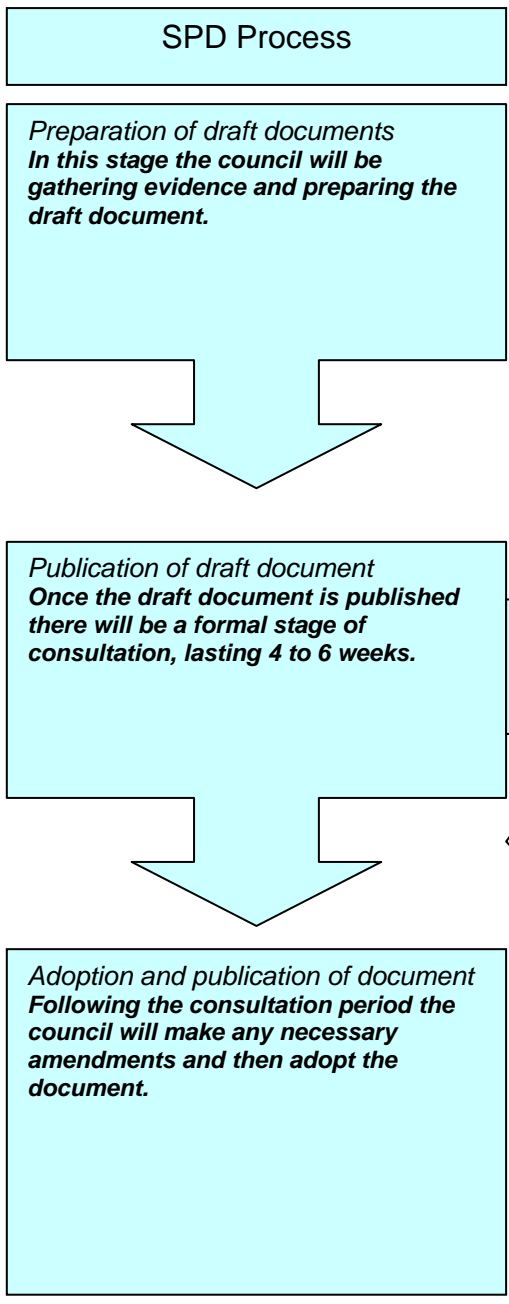 SPD Process
Preparation of draft documents
In this stage the council will be
gathering evidence and preparing the
draft document.
Publication of draft document
Once the draft document is published
there will be a formal stage of
consultation, lasting 4 to 6 weeks.
Adoption and publication of document
Following the consultation period the
council will make any necessary
amendments and then adopt the
document.